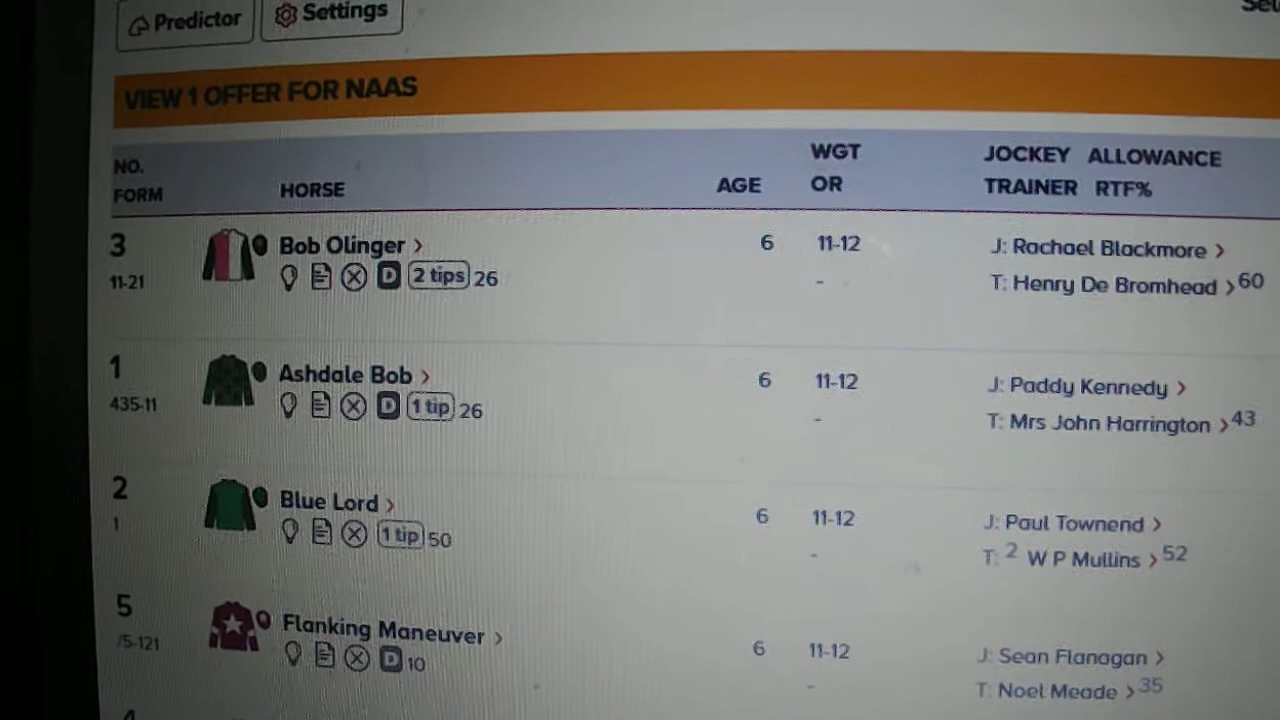 Predictor Settings
VIEW 1 OFFER FOR NAAS
NO. WGT JOCKEY ALLOWANCE
FORM HORSE AGE OR TRAINER RTF%
3 Bob Olinger > 6 11-12 J: Rachael Blackmore >
11-21 D 2 tips 26 - T: Henry De Bromhead > 60
1 Ashdale Bob > 6 11-12 J: Paddy Kennedy >
435-11 D 1 tip 26 - T: Mrs John Harrington > 43
2 Blue Lord > 6 11-12 J: Paul Townend >
1 1 tip 50 - T: 2 W P Mullins > 52
5 Flanking Maneuver > 6 11-12 J: Sean Flanagan >
/5-121 D 10 - T: Noel Meade > 35